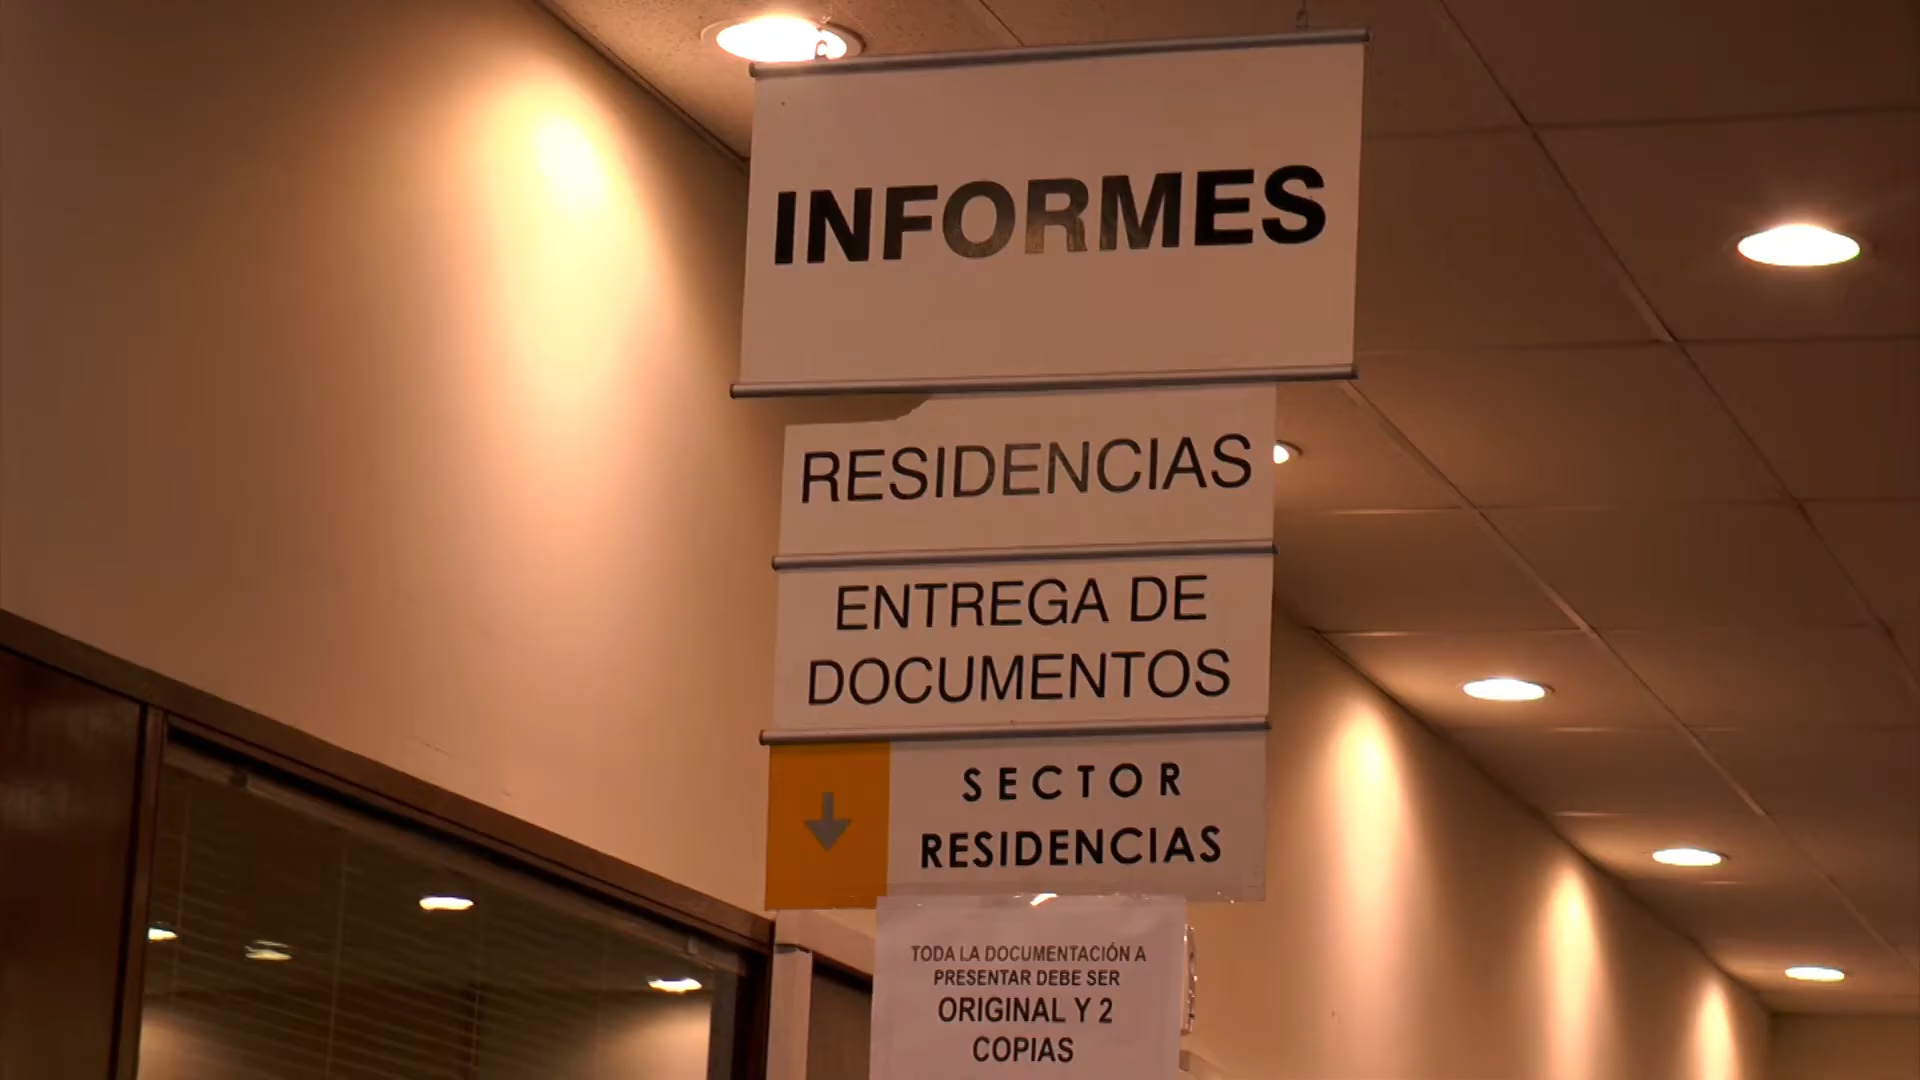 INFORMES
RESIDENCIAS
ENTREGA DE
DOCUMENTOS
SECTOR
RESIDENCIAS
TODA LA DOCUMENTACIÓN A
PRESENTAR DEBE SER
ORIGINAL Y 2
COPIAS